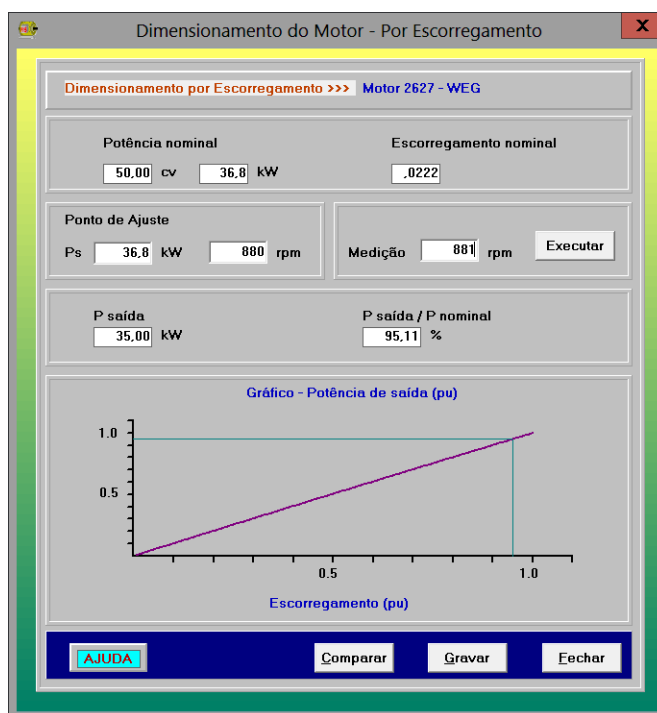 Dimensionamento do Motor - Por Escorregamento
X
Dimensionamento por Escorregamento >>> Motor 2627 - WEG
Potência nominal
Escorregamento nominal
50,00 cv 36,8 kW
,0222
Ponto de Ajuste
Ps 36,8 kW 880 rpm
Medição 881 rpm Executar
P saída
P saída / P nominal
35,00 kW
95,11 %
Gráfico - Potência de saída (pu)
1.0
0.5
0.5 1.0
Escorregamento (pu)
AJUDA Comparar Gravar Fechar